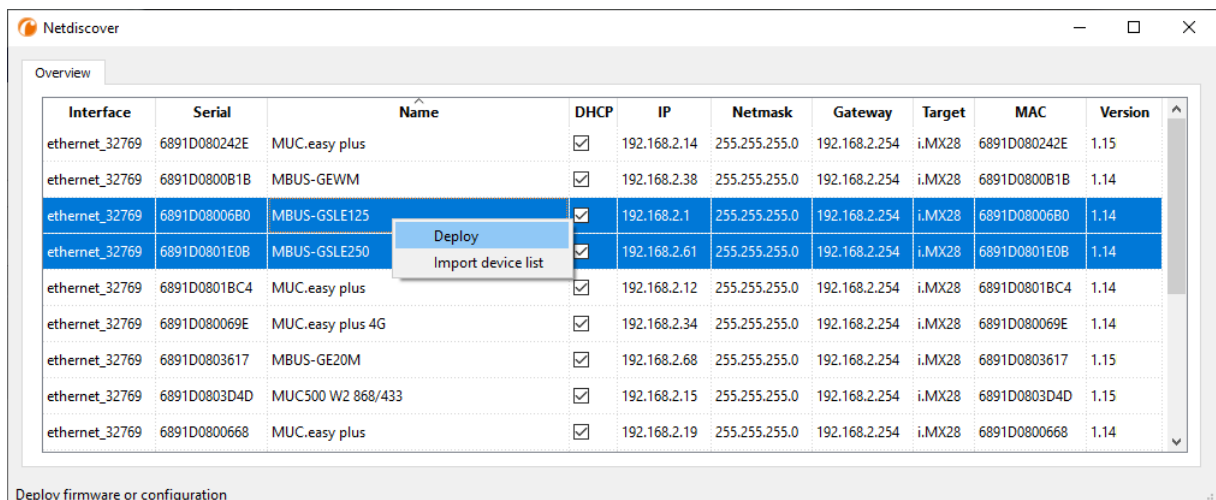 Netdiscover
Overview
Interface Serial Name DHCP IP Netmask Gateway Target MAC Version
ethernet_32769 6891D080242E MUC.easy plus 192.168.2.14 255.255.255.0 192.168.2.254 i.MX28 6891D080242E 1.15
ethernet_32769 6891D0800B1B MBUS-GEWM 192.168.2.38 255.255.255.0 192.168.2.254 i.MX28 6891D0800B1B 1.14
ethernet_32769 6891D08006B0 MBUS-GSLE125 192.168.2.1 255.255.255.0 192.168.2.254 i.MX28 6891D08006B0 1.14
Deploy
ethernet_32769 6891D0801E0B MBUS-GSLE250 192.168.2.61 255.255.255.0 192.168.2.254 i.MX28 6891D0801E0B 1.14
Import device list
ethernet_32769 6891D0801BC4 MUC.easy plus 192.168.2.12 255.255.255.0 192.168.2.254 i.MX28 6891D0801BC4 1.14
ethernet_32769 6891D080069E MUC.easy plus 4G 192.168.2.34 255.255.255.0 192.168.2.254 i.MX28 6891D080069E 1.14
ethernet_32769 6891D0803617 MBUS-GE20M 192.168.2.68 255.255.255.0 192.168.2.254 i.MX28 6891D0803617 1.15
ethernet_32769 6891D0803D4D MUC500 W2 868/433 192.168.2.15 255.255.255.0 192.168.2.254 i.MX28 6891D0803D4D 1.15
ethernet_32769 6891D0800668 MUC.easy plus 192.168.2.19 255.255.255.0 192.168.2.254 i.MX28 6891D0800668 1.14
Deploy firmware or configuration